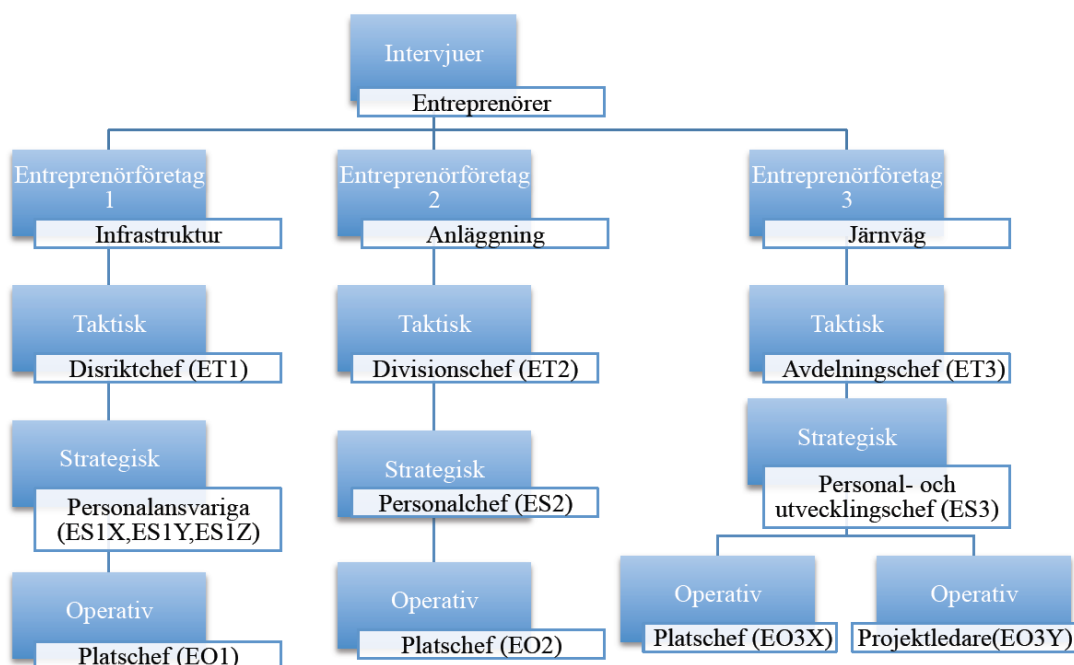 Intervjuer
Entreprenörer
Entreprenörföretag
1
Infrastruktur
Entreprenörföretag
2
Anläggning
Entreprenörföretag
3
Järnväg
Taktisk
Disriktchef (ET1)
Taktisk
Divisionschef (ET2)
Taktisk
Avdelningschef (ET3)
Strategisk
Personalansvariga
(ES1X,ES1Y,ES1Z)
Strategisk
Personalchef (ES2)
Strategisk
Personal- och
utvecklingschef (ES3)
Operativ
Platschef (EO1)
Operativ
Platschef (EO2)
Operativ
Platschef (EO3X)
Operativ
Projektledare(EO3Y)